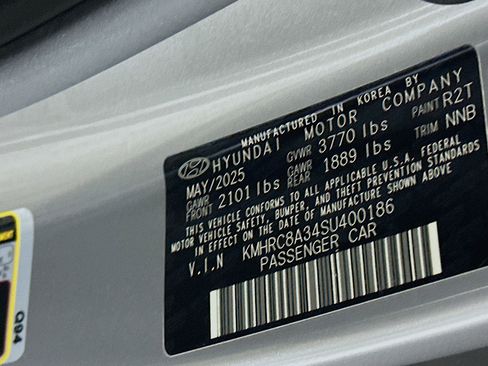 MANUFACTURED IN KOREA BY
HYUNDAI MOTOR COMPANY
MAY/2025 GVWR 3770 lbs PAINT R2T
GAWR FRONT 2101 lbs GAWR REAR 1889 lbs TRIM NNB
THIS VEHICLE CONFORMS TO ALL APPLICABLE U.S.A. FEDERAL
MOTOR VEHICLE SAFETY, BUMPER, AND THEFT PREVENTION STANDARDS
IN EFFECT ON THE DATE OF MANUFACTURE SHOWN ABOVE
V.I.N KMHRC8A34SU400186
PASSENGER CAR
Q94